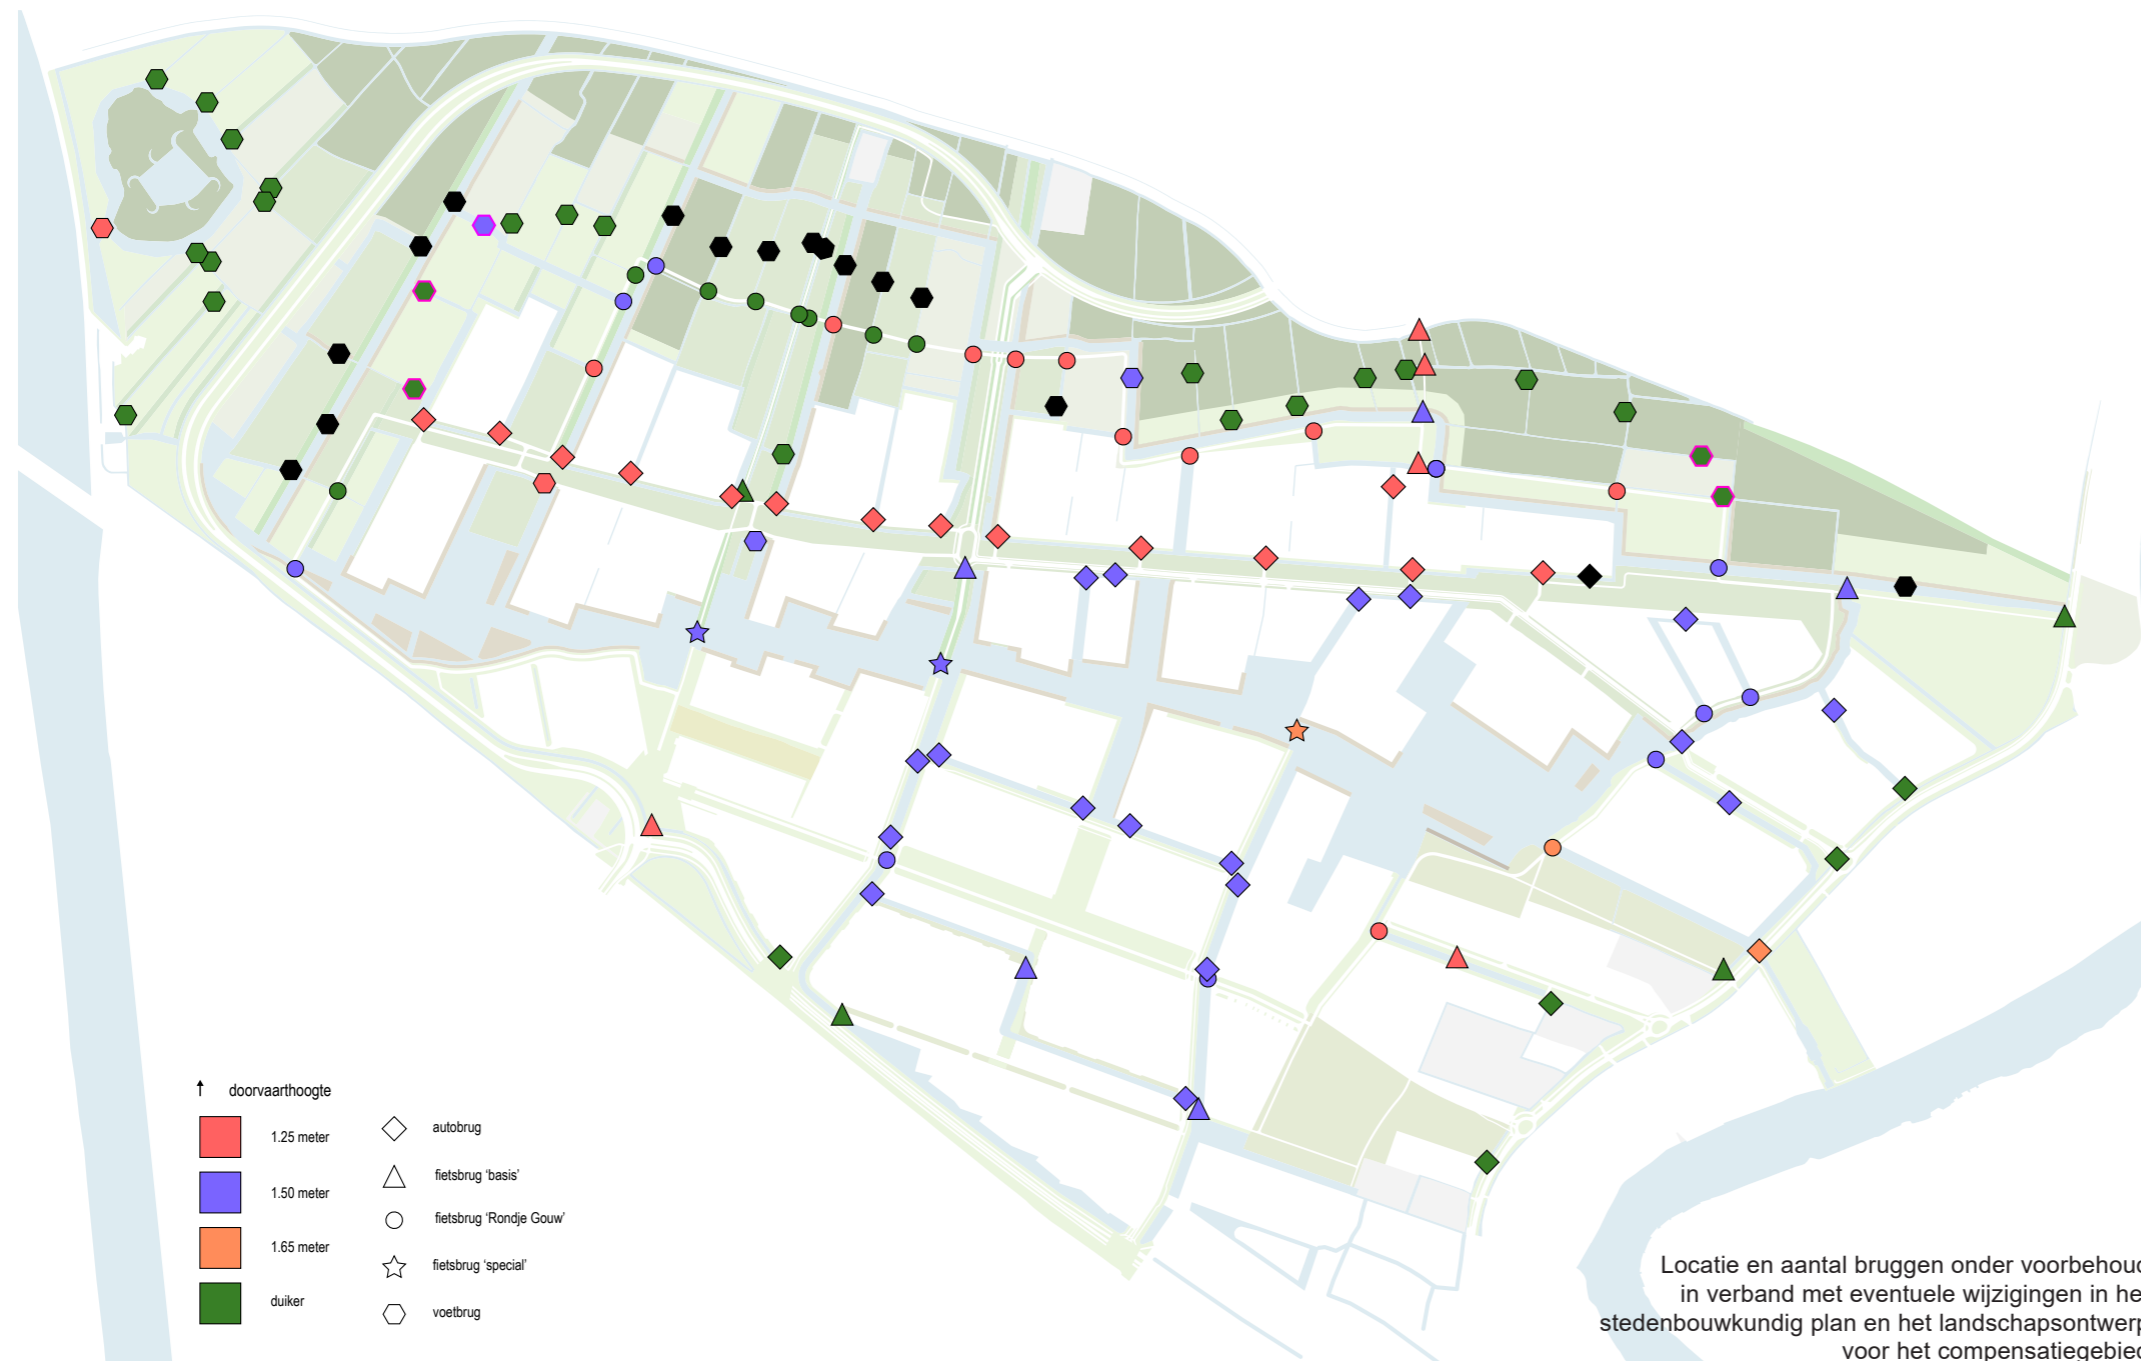 doorvaarthoogte
1.25 meter
1.50 meter
1.65 meter
duiker
autobrug
fietsbrug ‘basis’
fietsbrug ‘Rondje Gouw’
fietsbrug ‘special’
voetbrug
Locatie en aantal bruggen onder voorbehoud
in verband met eventuele wijzigingen in he
stedenbouwkundig plan en het landschapsontwerp
voor het compensatiegebied